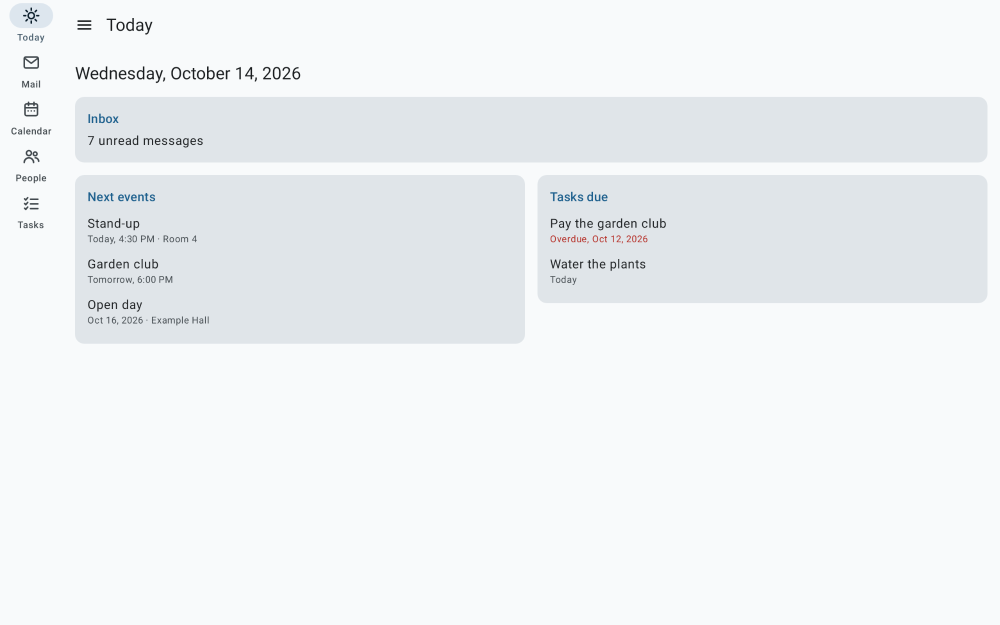 Today
Mail
Calendar
People
Tasks
Today
Wednesday, October 14, 2026
Inbox
7 unread messages
Next events
Stand-up
Today, 4:30 PM · Room 4
Garden club
Tomorrow, 6:00 PM
Open day
Oct 16, 2026 · Example Hall
Tasks due
Pay the garden club
Overdue, Oct 12, 2026
Water the plants
Today